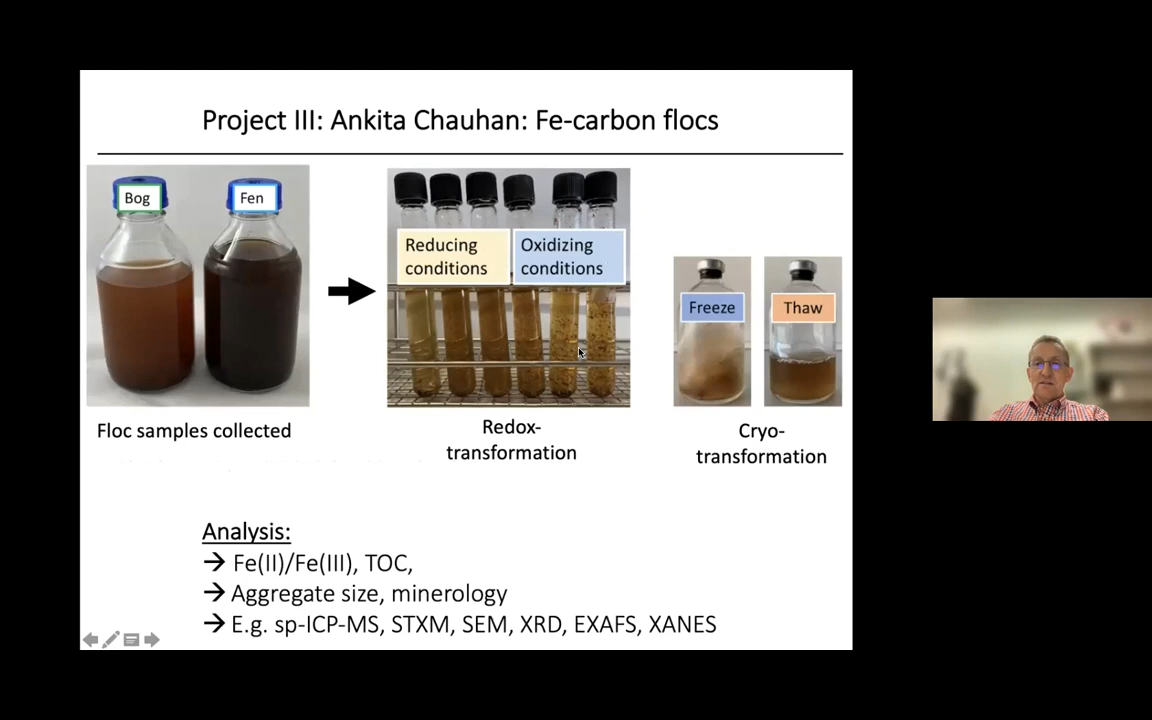 Project III: Ankita Chauhan: Fe-carbon flocs
Bog
Fen
Reducing
conditions
Oxidizing
conditions
Freeze
Thaw
Floc samples collected
Redox-
transformation
Cryo-
transformation
Analysis:
→ Fe(II)/Fe(III), TOC,
→ Aggregate size, minerology
→ E.g. sp-ICP-MS, STXM, SEM, XRD, EXAFS, XANES